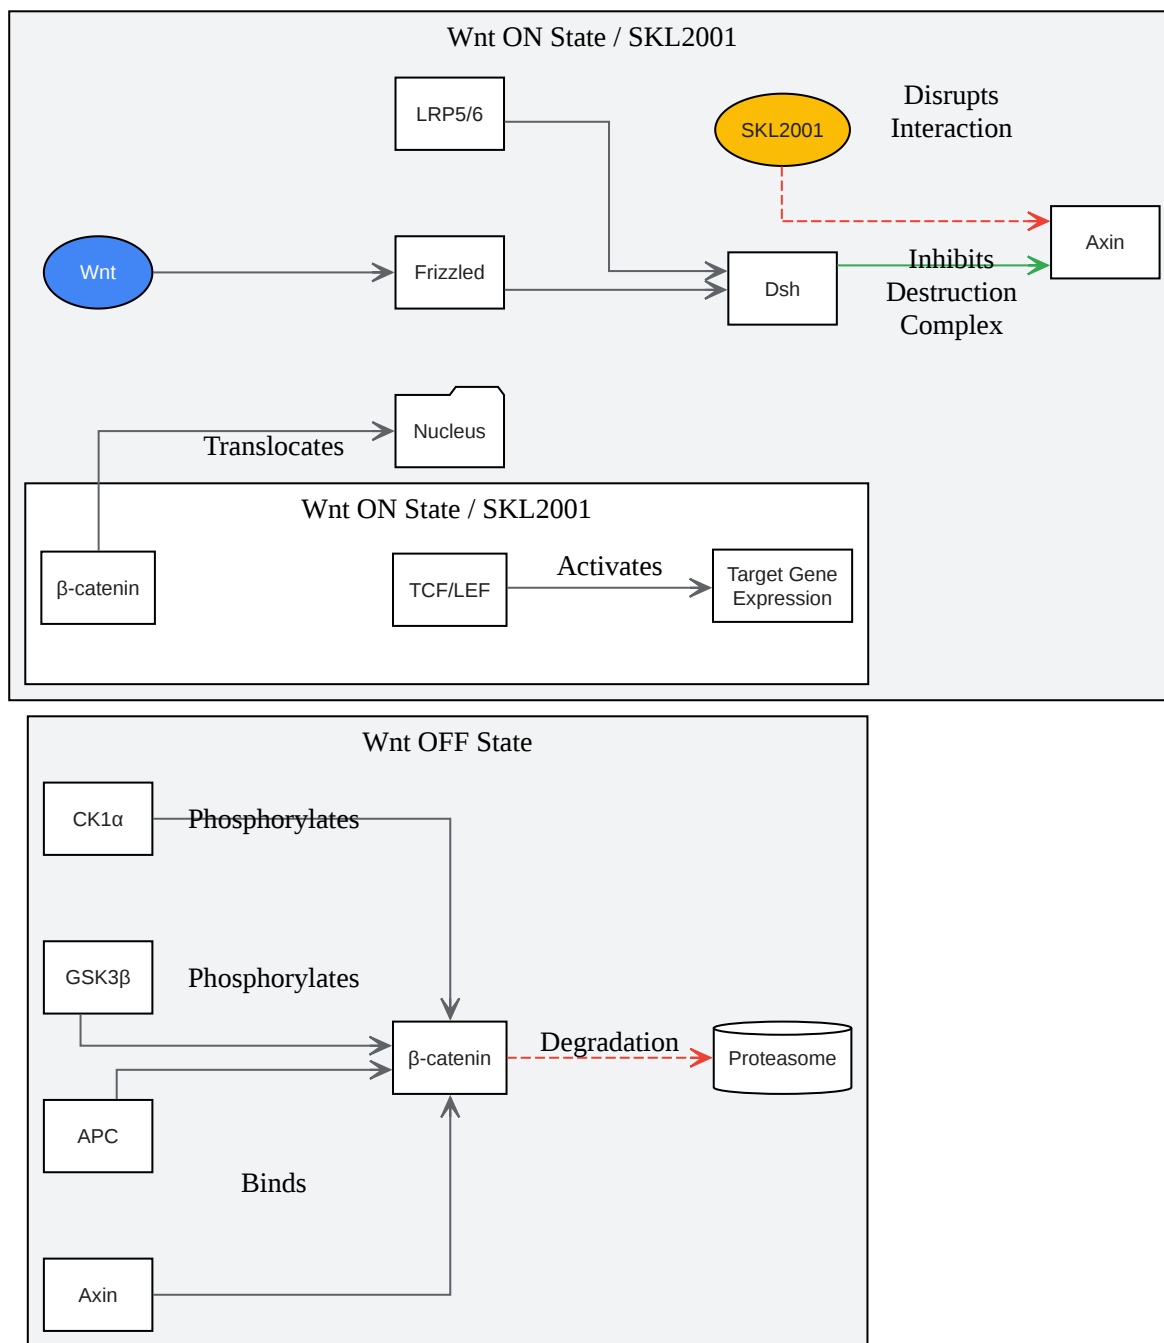 Wnt ON State / SKL2001
LRP5/6
SKL2001
Disrupts
Interaction
Wnt
Frizzled
Dsh
Inhibits
Destruction
Complex
Axin
Nucleus
Translocates
Wnt ON State / SKL2001
β-catenin
TCF/LEF
Activates
Target Gene
Expression
Wnt OFF State
CK1α
Phosphorylates
GSK3β
Phosphorylates
β-catenin
Degradation
Proteasome
APC
Binds
Axin